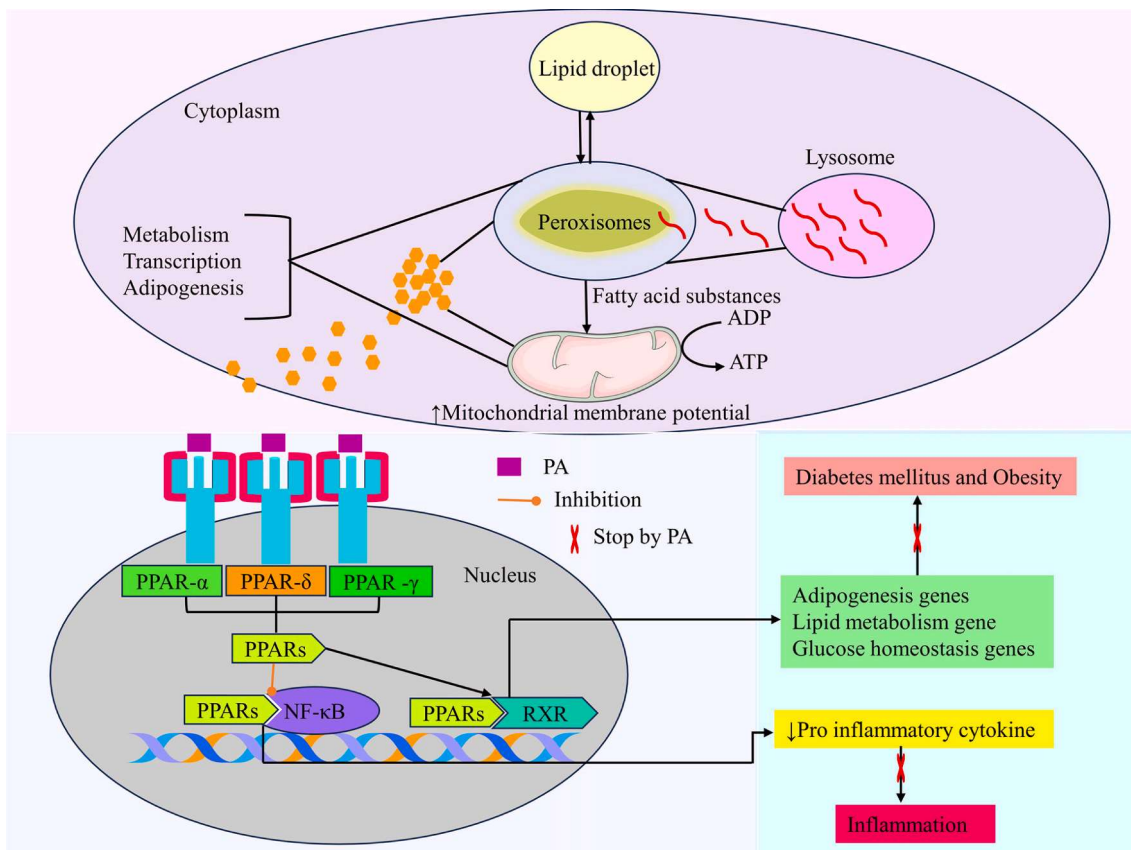 Lipid droplet
Cytoplasm
Lysosome
Peroxisomes
Metabolism
Transcription
Adipogenesis
Fatty acid substances
ADP
ATP
↑Mitochondrial membrane potential
PA
Inhibition
Stop by PA
Diabetes mellitus and Obesity
Nucleus
PPAR-α
PPAR-δ
PPAR -γ
Adipogenesis genes
Lipid metabolism gene
Glucose homeostasis genes
PPARs
PPARs
NF-κB
PPARs
RXR
↓Pro inflammatory cytokine
Inflammation